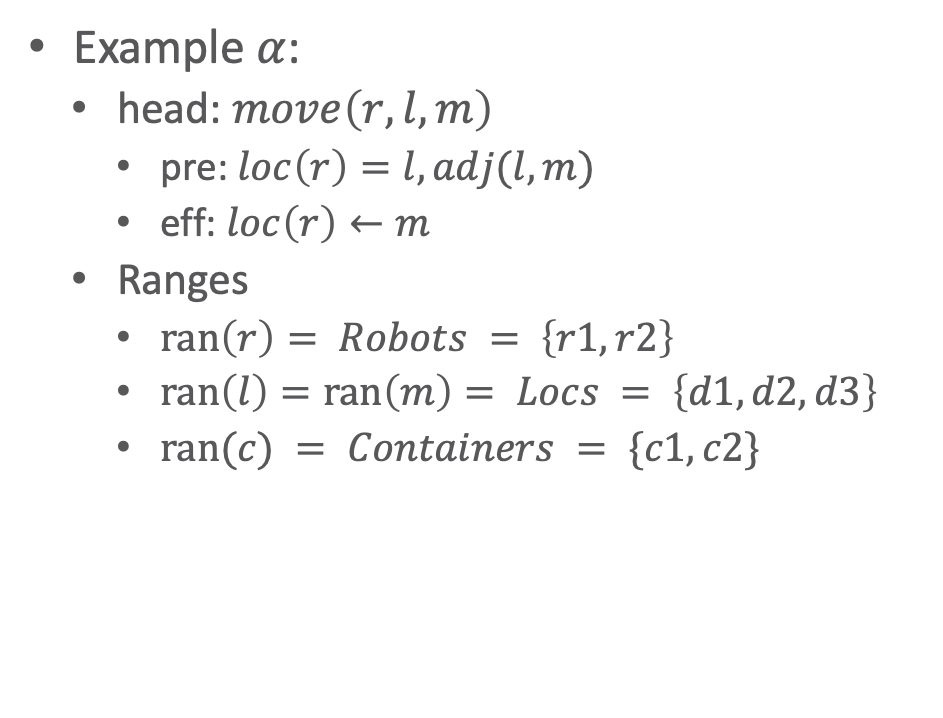 • Example α:
• head: move(r, l, m)
• pre: loc(r) = l, adj(l, m)
• eff: loc(r) ← m
• Ranges
• ran(r) = Robots = {r1, r2}
• ran(l) = ran(m) = Locs = {d1, d2, d3}
• ran(c) = Containers = {c1, c2}